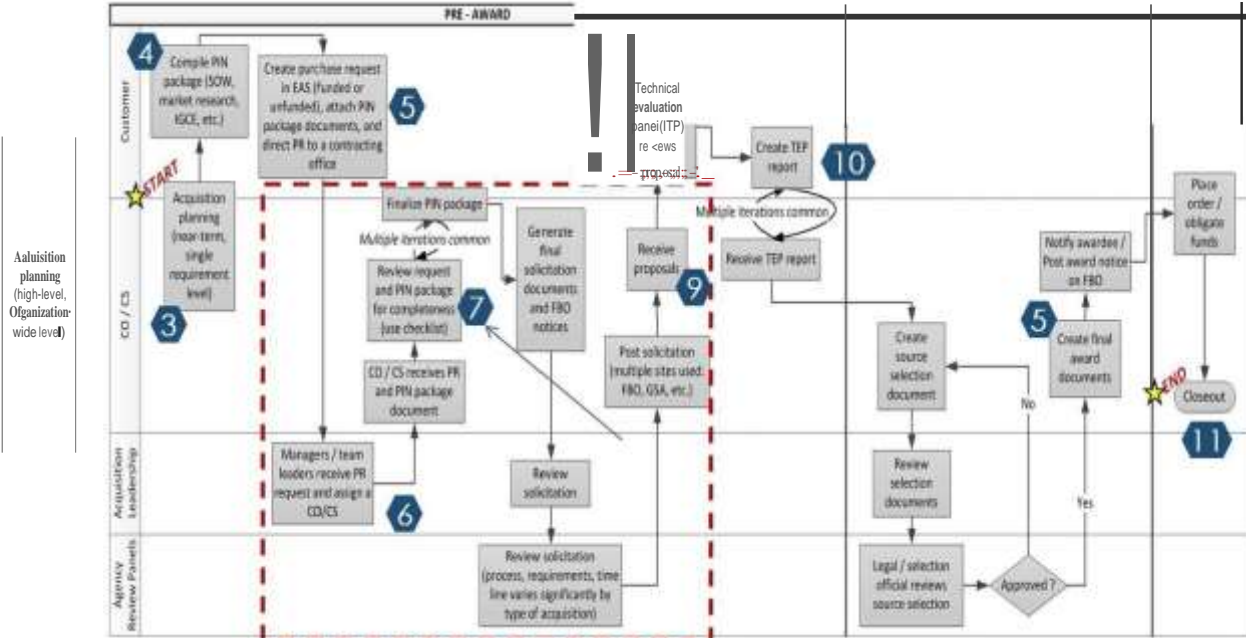 PRE - AWARD
Customer
CO / CS
Acquisition
Leadership
Agency
Review Panels
Aaluisition
planning
(high-level,
Ofganization·
wide level)
START
3
Acquisition
planning
(near-term,
single
requirement
level)
4
Compile PIN
package (SOW,
market research,
IGCE, etc.)
Create purchase request
in EAS (funded or
unfunded), attach PIN
package documents, and
direct PR to a contracting
office
5
Managers / team
leaders receive PR
request and assign a
CO/CS
6
CO / CS receives PR
and PIN package
document
Review request
and PIN package
for completeness
(use checklist)
7
Multiple iterations common
Finalize PIN package
Generate
final
solicitation
documents
and FBO
notices
Review
solicitation
Review solicitation
(process, requirements, time
line varies significantly by
type of acquisition)
Post solicitation
(multiple sites used:
FBO, GSA, etc.)
Receive
proposals
9
!
Technical
evaluation
panei(ITP)
re <ews
Create TEP
report
10
Multiple iterations common
Receive TEP report
Create
source
selection
document
Review
selection
documents
Legal / selection
official reviews
source selection
Approved ?
No
Yes
Create final
award
documents
5
Notify awardee /
Post award notice
on FBO
Place
order /
obligate
funds
END
Closeout
11